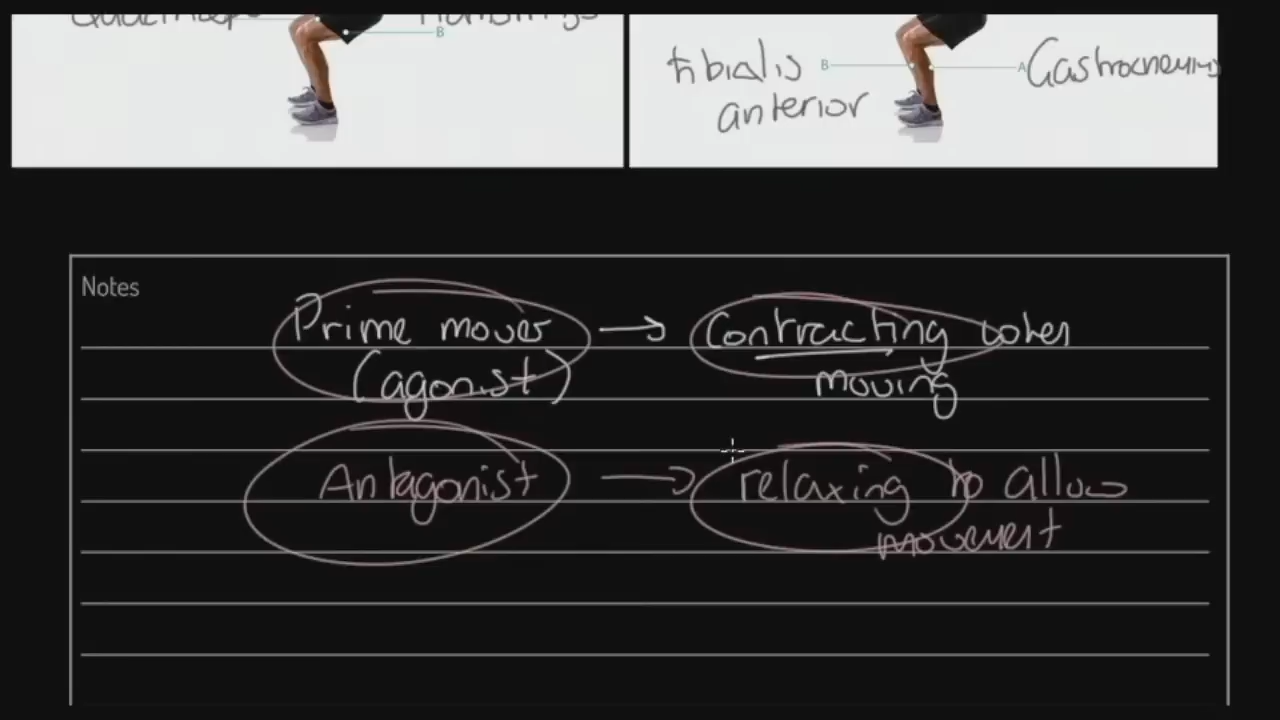 B
tibialis B A Gastrocnemius
anterior
Notes
Prime mover → Contracting when
(agonist) moving
Antagonist → relaxing to allow
movement